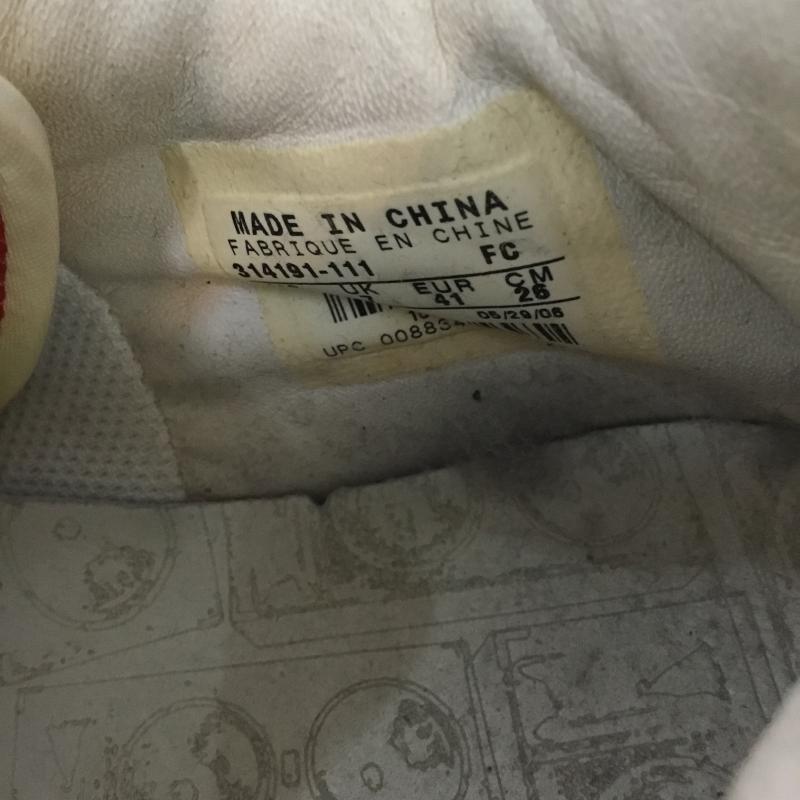 MADE IN CHINA
FABRIQUE EN CHINE
314191-111 FC
UK EUR CM
41 26
05/29/06
UPC 00883